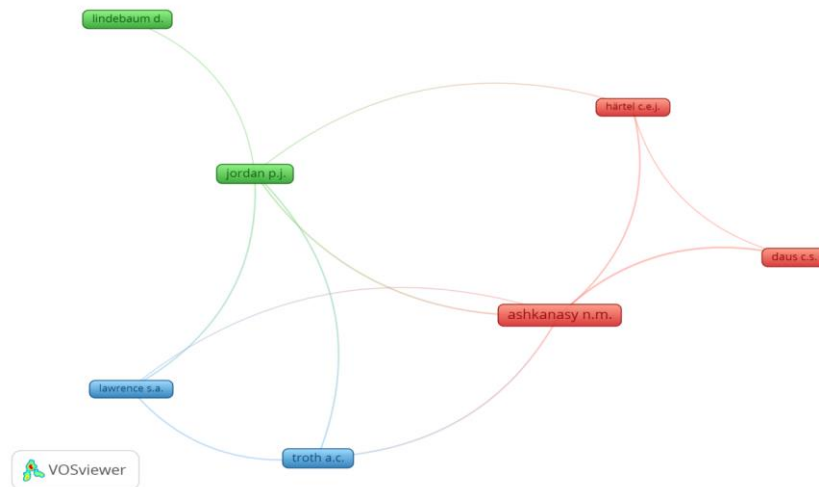 lindebaum d.
härtel c.e.j.
jordan p.j.
daus c.s.
ashkanasy n.m.
lawrence s.a.
troth a.c.
VOSviewer